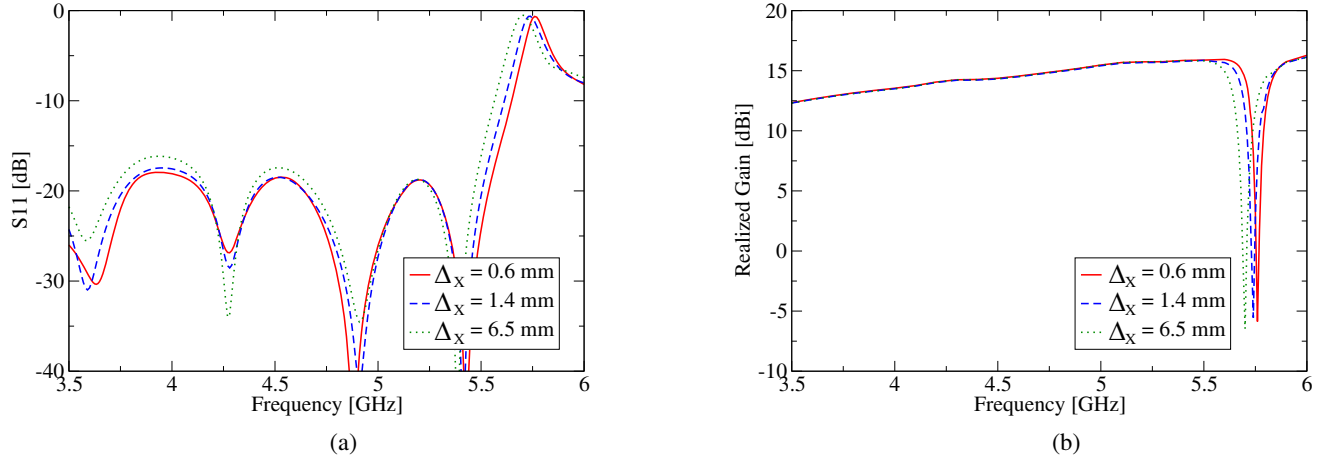 0
-10
-20
-30
-40
S11 [dB]
3.5 4 4.5 5 5.5 6
Frequency [GHz]
ΔX = 0.6 mm
ΔX = 1.4 mm
ΔX = 6.5 mm
(a)
20
15
10
5
0
-5
-10
Realized Gain [dBi]
3.5 4 4.5 5 5.5 6
Frequency [GHz]
ΔX = 0.6 mm
ΔX = 1.4 mm
ΔX = 6.5 mm
(b)